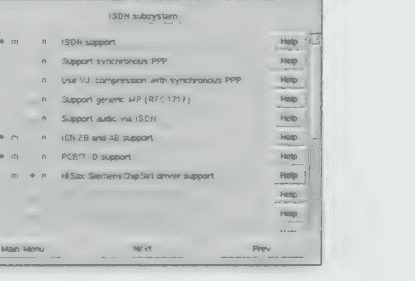 ISDN subsystem
m n ISDN support Help
n Support synchronous PPP Help
n Use VJ compression with synchronous PPP Help
n Support generic MP (RFC 1717) Help
n Support audio via ISDN Help
m n ICN 2B and 4B support Help
m n support Help
m n HiSax Siemens ChipSet driver support Help
Help
Help
Main Menu Next Prev